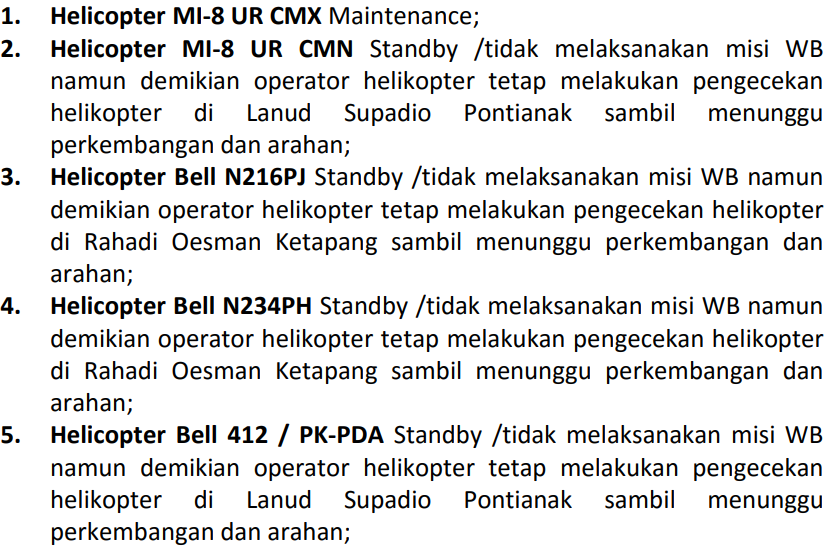 1. Helicopter MI-8 UR CMX Maintenance;
2. Helicopter MI-8 UR CMN Standby /tidak melaksanakan misi WB
namun demikian operator helikopter tetap melakukan pengecekan
helikopter di Lanud Supadio Pontianak sambil menunggu
perkembangan dan arahan;
3. Helicopter Bell N216PJ Standby /tidak melaksanakan misi WB namun
demikian operator helikopter tetap melakukan pengecekan helikopter
di Rahadi Oesman Ketapang sambil menunggu perkembangan dan
arahan;
4. Helicopter Bell N234PH Standby /tidak melaksanakan misi WB namun
demikian operator helikopter tetap melakukan pengecekan helikopter
di Rahadi Oesman Ketapang sambil menunggu perkembangan dan
arahan;
5. Helicopter Bell 412 / PK-PDA Standby /tidak melaksanakan misi WB
namun demikian operator helikopter tetap melakukan pengecekan
helikopter di Lanud Supadio Pontianak sambil menunggu
perkembangan dan arahan;